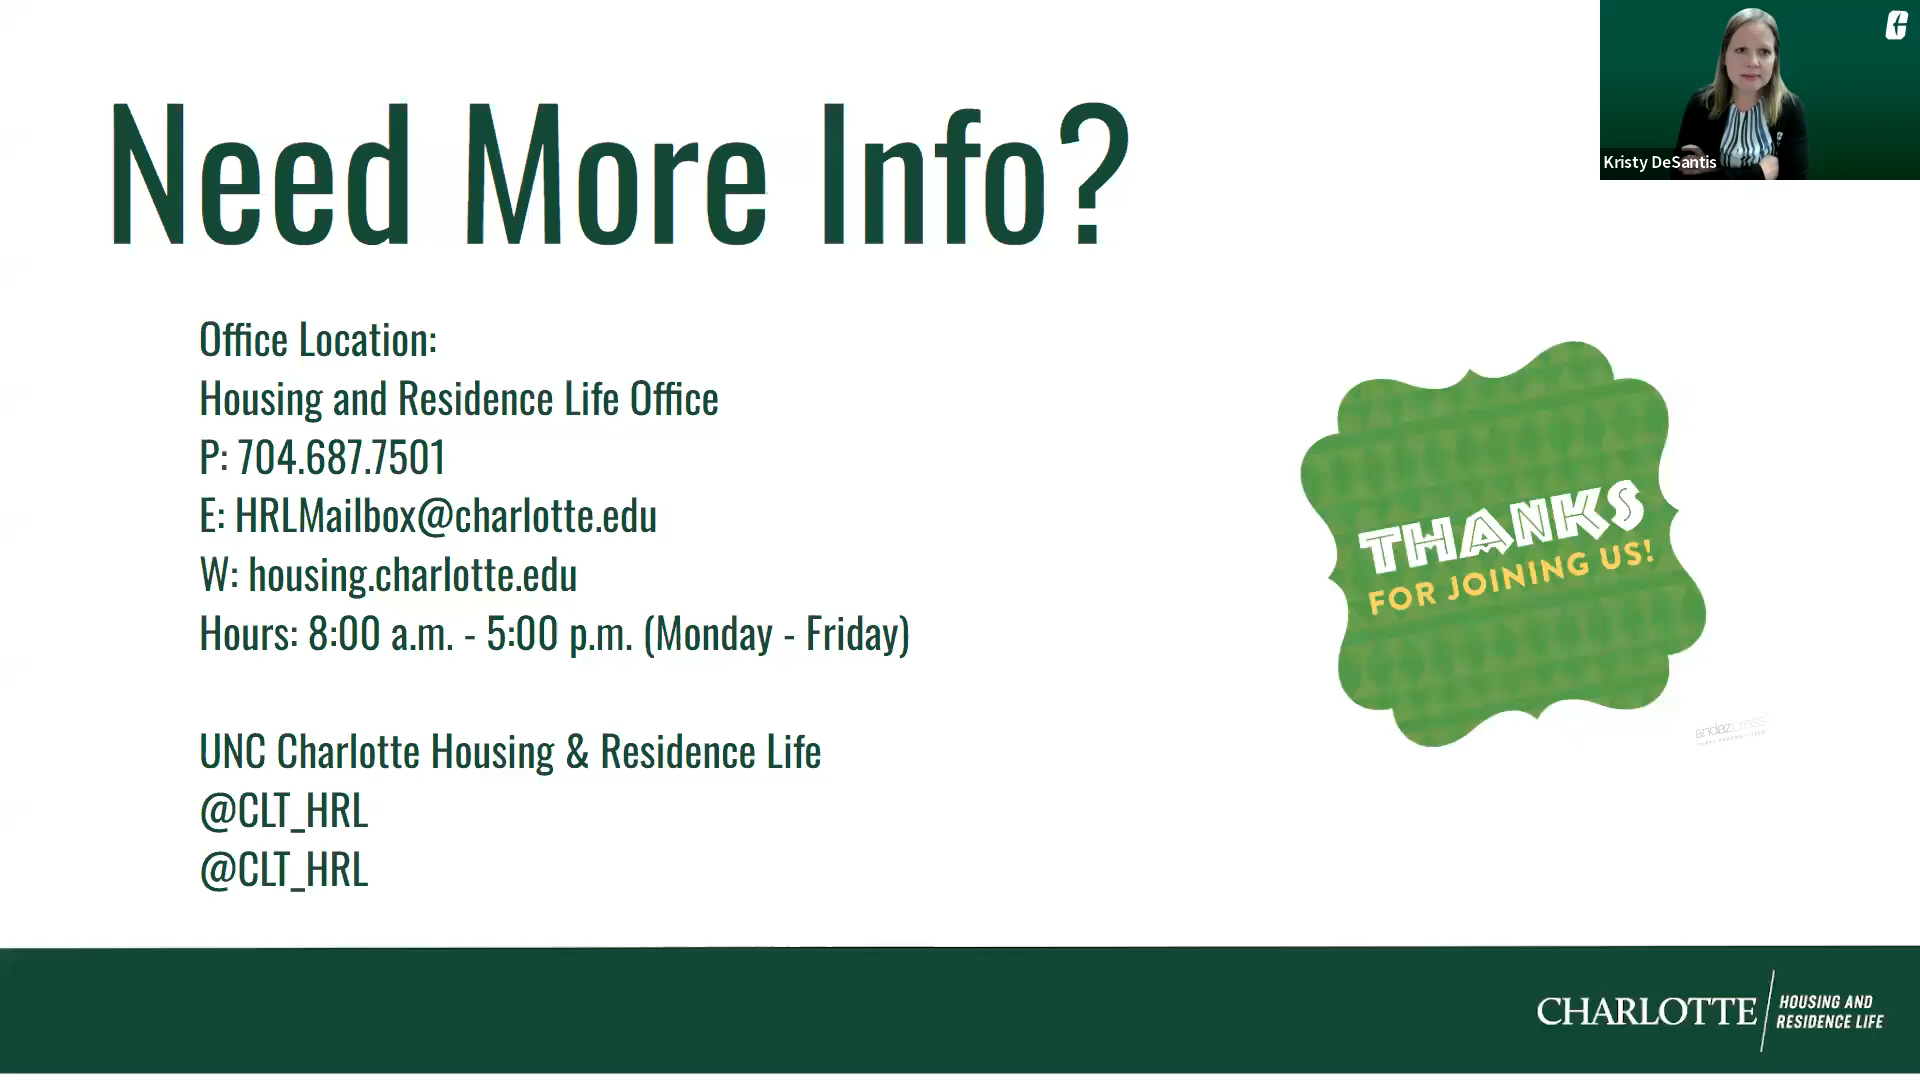 Need More Info?
Kristy DeSantis
Office Location:
Housing and Residence Life Office
P: 704.687.7501
E: HRLMailbox@charlotte.edu
W: housing.charlotte.edu
Hours: 8:00 a.m. - 5:00 p.m. (Monday - Friday)
UNC Charlotte Housing & Residence Life
@CLT_HRL
@CLT_HRL
THANKS
FOR JOINING US!
andazpress
CHARLOTTE
HOUSING AND
RESIDENCE LIFE